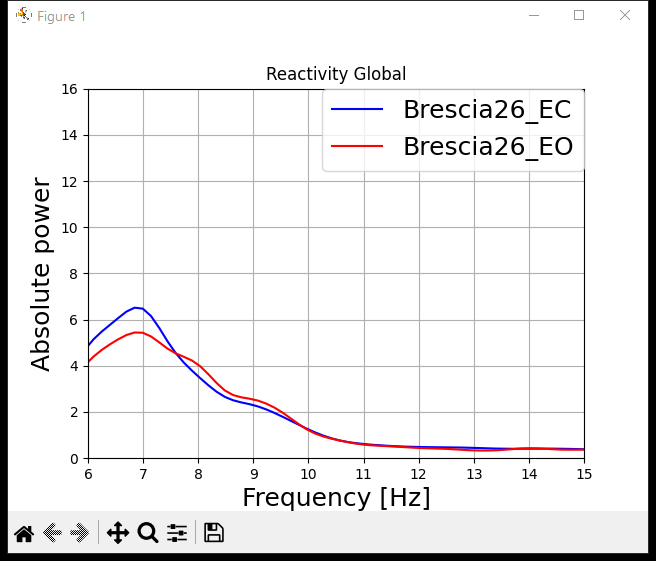 Figure 1
Reactivity Global
Brescia26_EC
Brescia26_EO
Absolute power
16
14
12
10
8
6
4
2
0
6 7 8 9 10 11 12 13 14 15
Frequency [Hz]